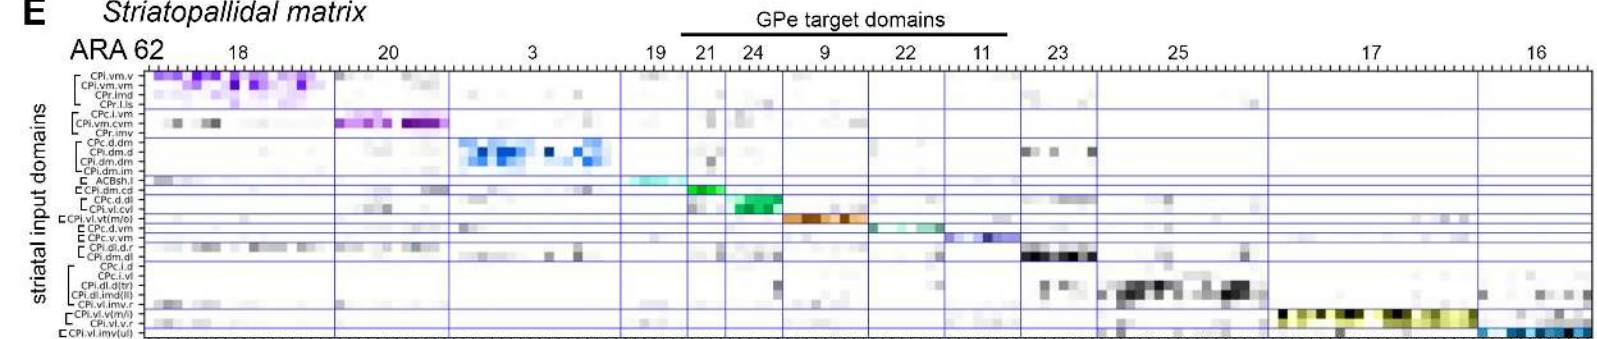 E
Striatopallidal matrix
GPe target domains
ARA 62 18 20 3 19 21 24 9 22 11 23 25 17 16
striatal input domains
CPi.vm.v
CPi.vm.vm
CPr.imd
CPr.l.ls
CPc.i.vm
CPi.vm.cvm
CPr.imv
CPc.d.dm
CPi.dm.d
CPi.dm.dm
CPi.dm.im
ACBsh.l
CPi.dm.cd
CPc.d.dl
CPi.vl.cvl
CPi.vl.vt(m/o)
CPc.d.vm
CPc.v.vm
CPi.dl.d.r
CPi.dm.dl
CPc.i.d
CPc.i.vl
CPi.dl.d(tr)
CPi.dl.imd(ll)
CPi.vl.imv.r
CPi.vl.v(m/i)
CPi.vl.v.r
CPi.vl.imv(ul)